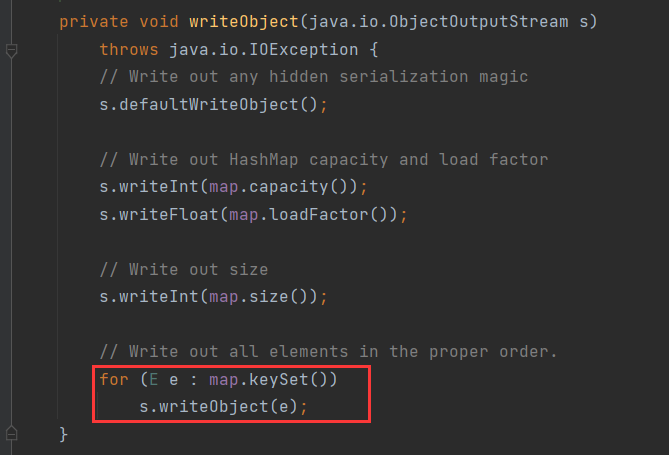 private void writeObject(java.io.ObjectOutputStream s)
throws java.io.IOException {
// Write out any hidden serialization magic
s.defaultWriteObject();
// Write out HashMap capacity and load factor
s.writeInt(map.capacity());
s.writeFloat(map.loadFactor());
// Write out size
s.writeInt(map.size());
// Write out all elements in the proper order.
for (E e : map.keySet())
s.writeObject(e);
}